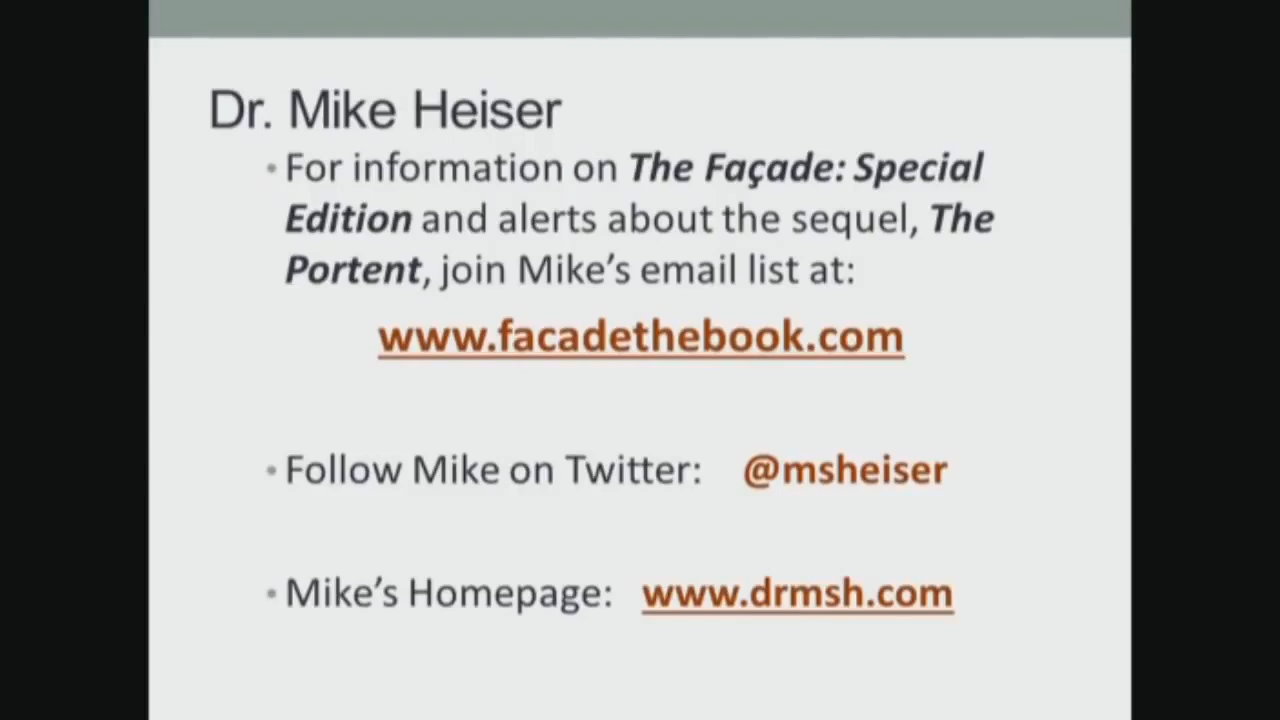 Dr. Mike Heiser
• For information on The Façade: Special
Edition and alerts about the sequel, The
Portent, join Mike’s email list at:
www.facadethebook.com
• Follow Mike on Twitter: @msheiser
• Mike’s Homepage: www.drmsh.com